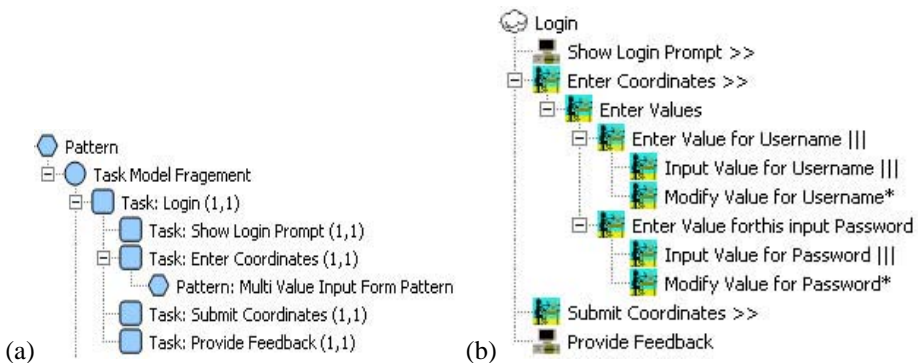 Pattern
Task Model Fragement
Task: Login (1,1)
Task: Show Login Prompt (1,1)
Task: Enter Coordinates (1,1)
Pattern: Multi Value Input Form Pattern
Task: Submit Coordinates (1,1)
Task: Provide Feedback (1,1)
(a)
Login
Show Login Prompt >>
Enter Coordinates >>
Enter Values
Enter Value for Username |||
Input Value for Username |||
Modify Value for Username*
Enter Value forthis input Password
Input Value for Password |||
Modify Value for Password*
Submit Coordinates >>
Provide Feedback
(b)